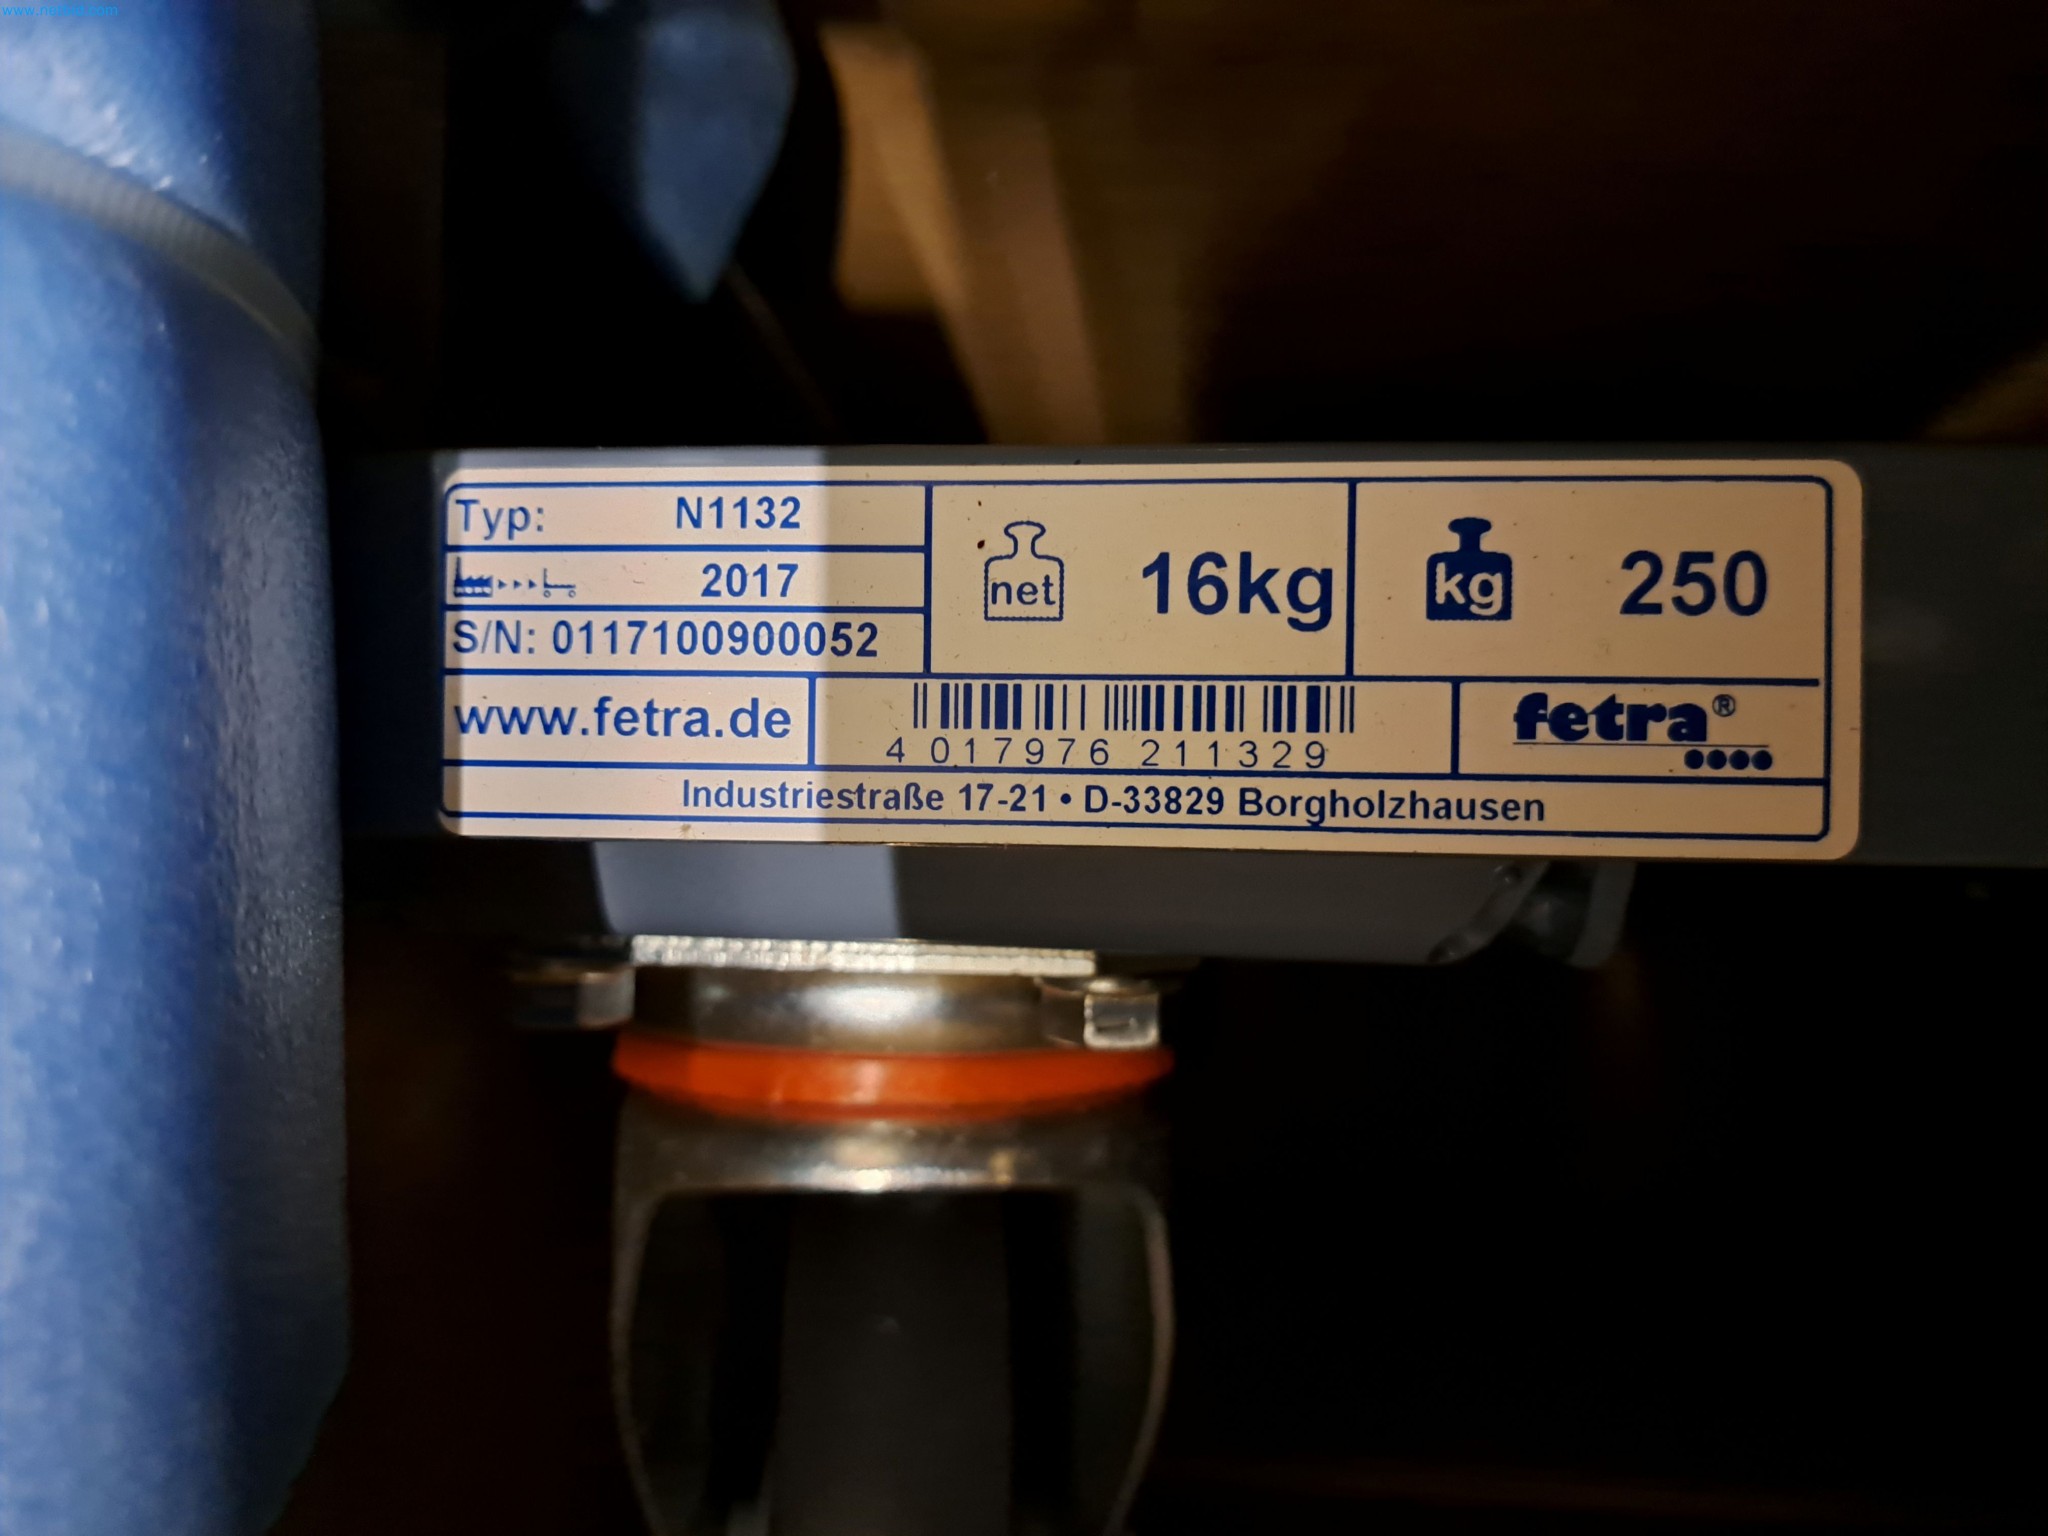 Typ: N1132
2017
S/N: 0117100900052
net 16kg
kg 250
www.fetra.de
4 017976 211329
fetra®
Industriestraße 17-21 • D-33829 Borgholzhausen